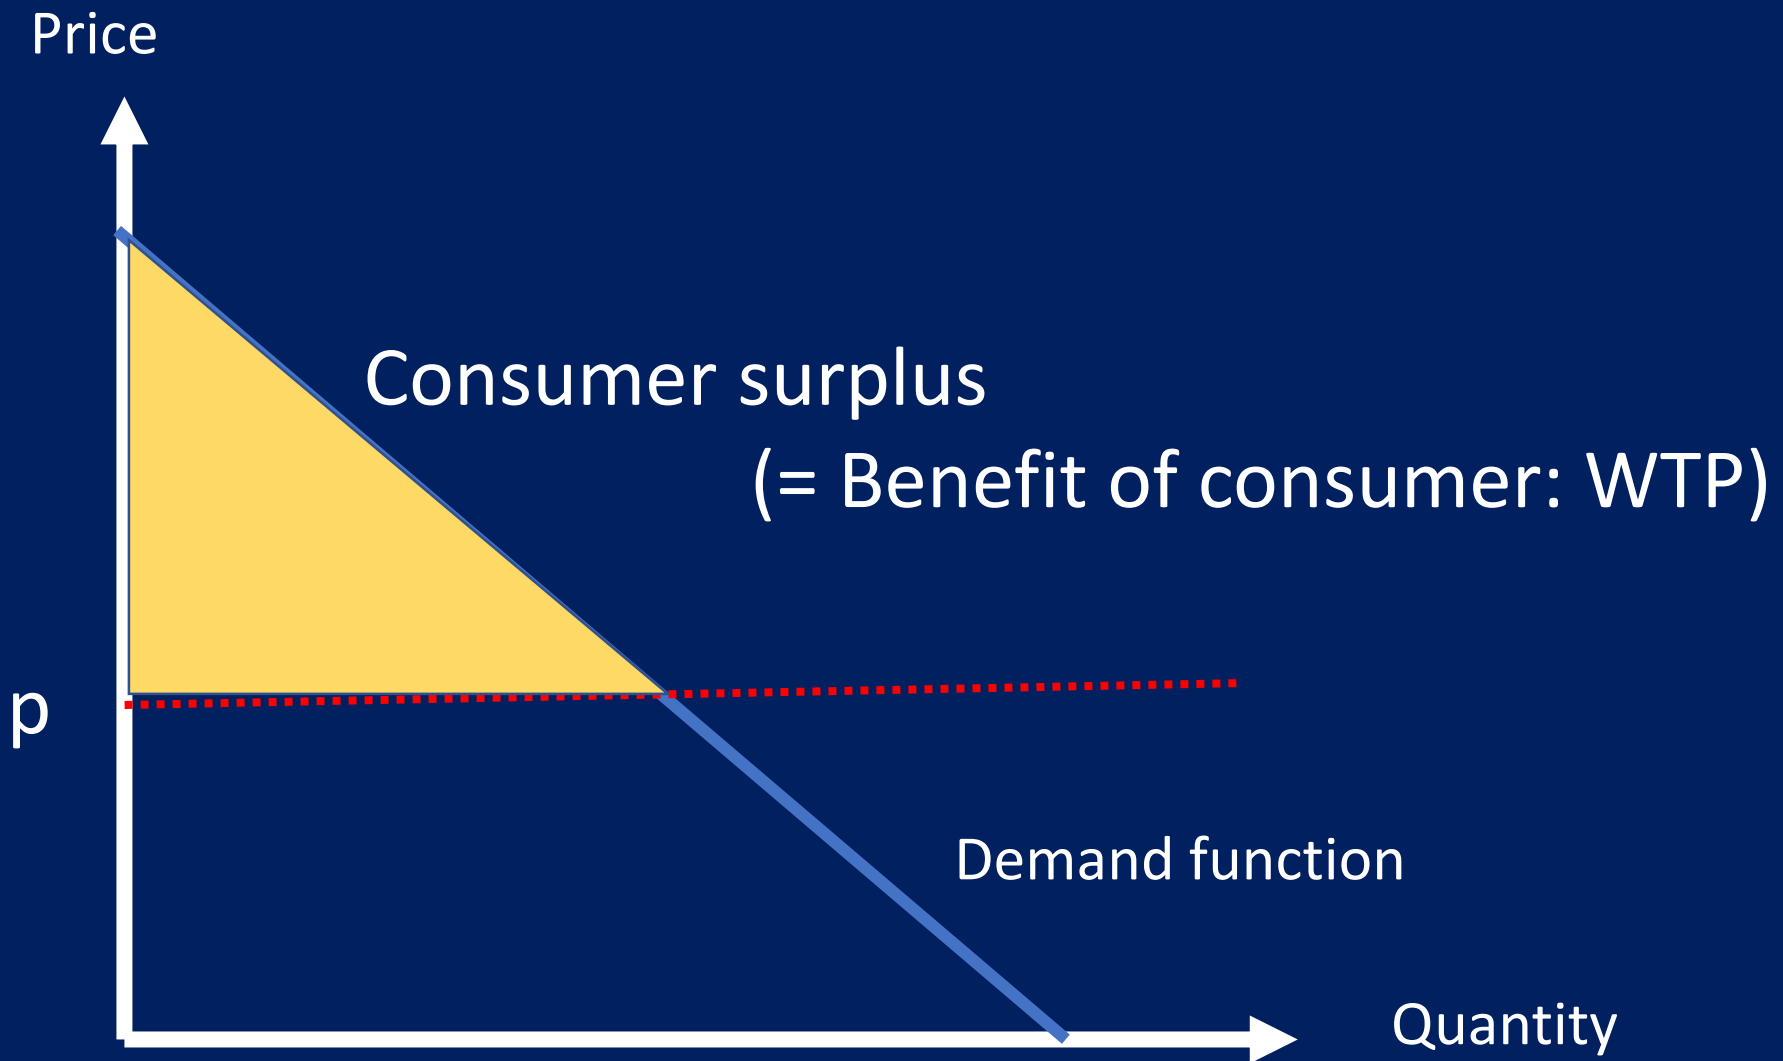 Price
Consumer surplus
(= Benefit of consumer: WTP)
p
Demand function
Quantity